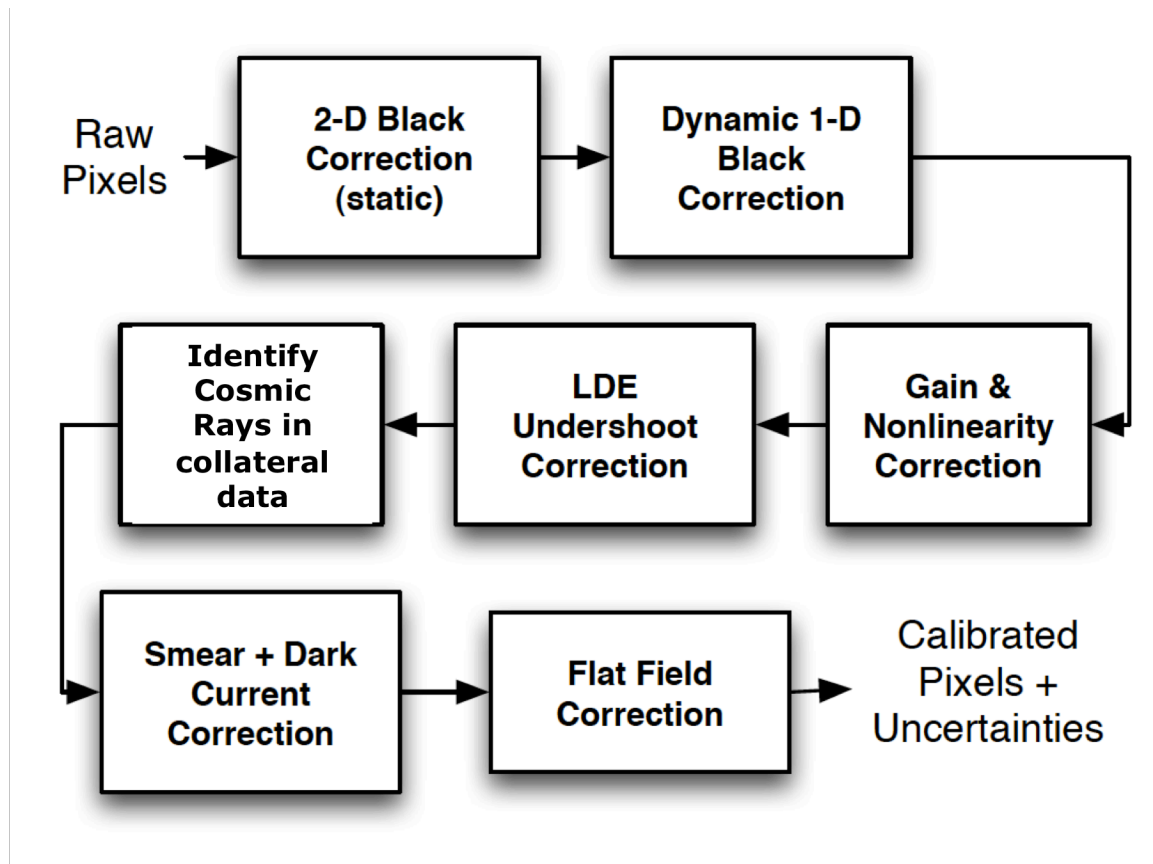 Raw
Pixels
2-D Black
Correction
(static)
Dynamic 1-D
Black
Correction
Gain &
Nonlinearity
Correction
LDE
Undershoot
Correction
Identify
Cosmic
Rays in
collateral
data
Smear + Dark
Current
Correction
Flat Field
Correction
Calibrated
Pixels +
Uncertainties